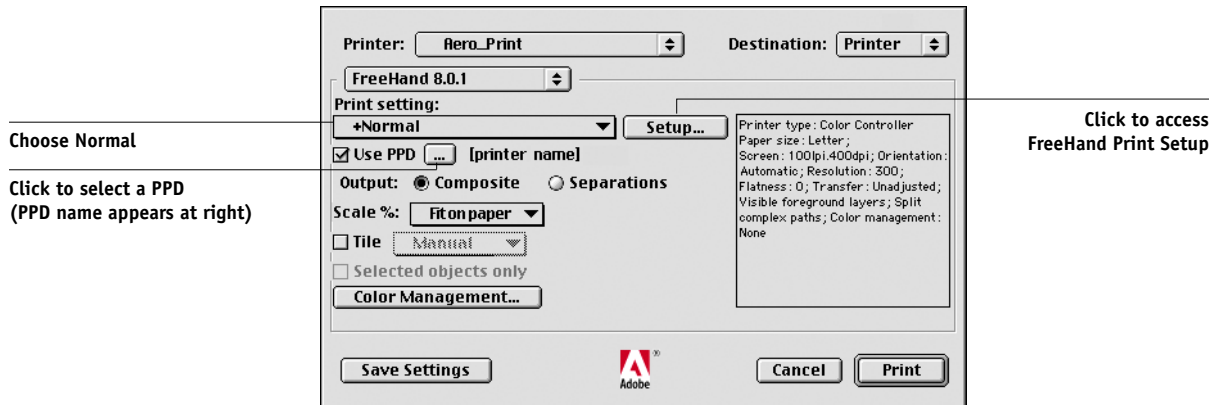 Printer: Aero_Print Destination: Printer
FreeHand 8.0.1
Print setting:
+Normal Setup...
Choose Normal
Click to access
FreeHand Print Setup
Use PPD ... [printer name]
Click to select a PPD
(PPD name appears at right)
Output: Composite Separations
Scale %: Fit on paper
Tile Manual
Selected objects only
Color Management...
Printer type: Color Controller
Paper size: Letter;
Screen: 100lpi.400dpi; Orientation:
Automatic; Resolution: 300;
Flatness: 0; Transfer: Unadjusted;
Visible foreground layers; Split
complex paths; Color management:
None
Save Settings Adobe ® Cancel Print